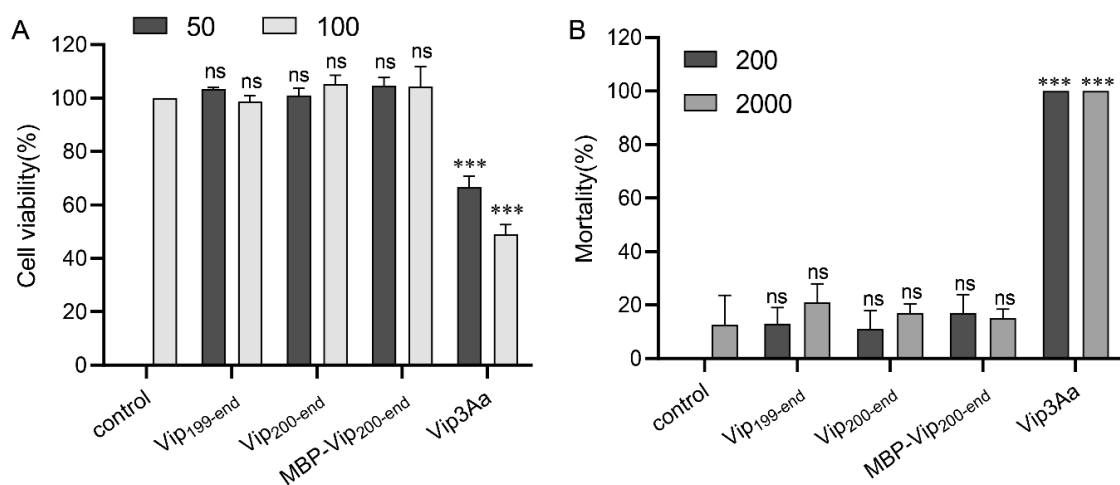 A
50 100
Cell viability(%)
120
100
80
60
40
20
0
ns ns ns ns ns ns *** ***
control Vip199-end Vip200-end MBP-Vip200-end Vip3Aa
B
200
2000
Mortality(%)
120
100
80
60
40
20
0
ns ns ns ns ns ns *** ***
control Vip199-end Vip200-end MBP-Vip200-end Vip3Aa